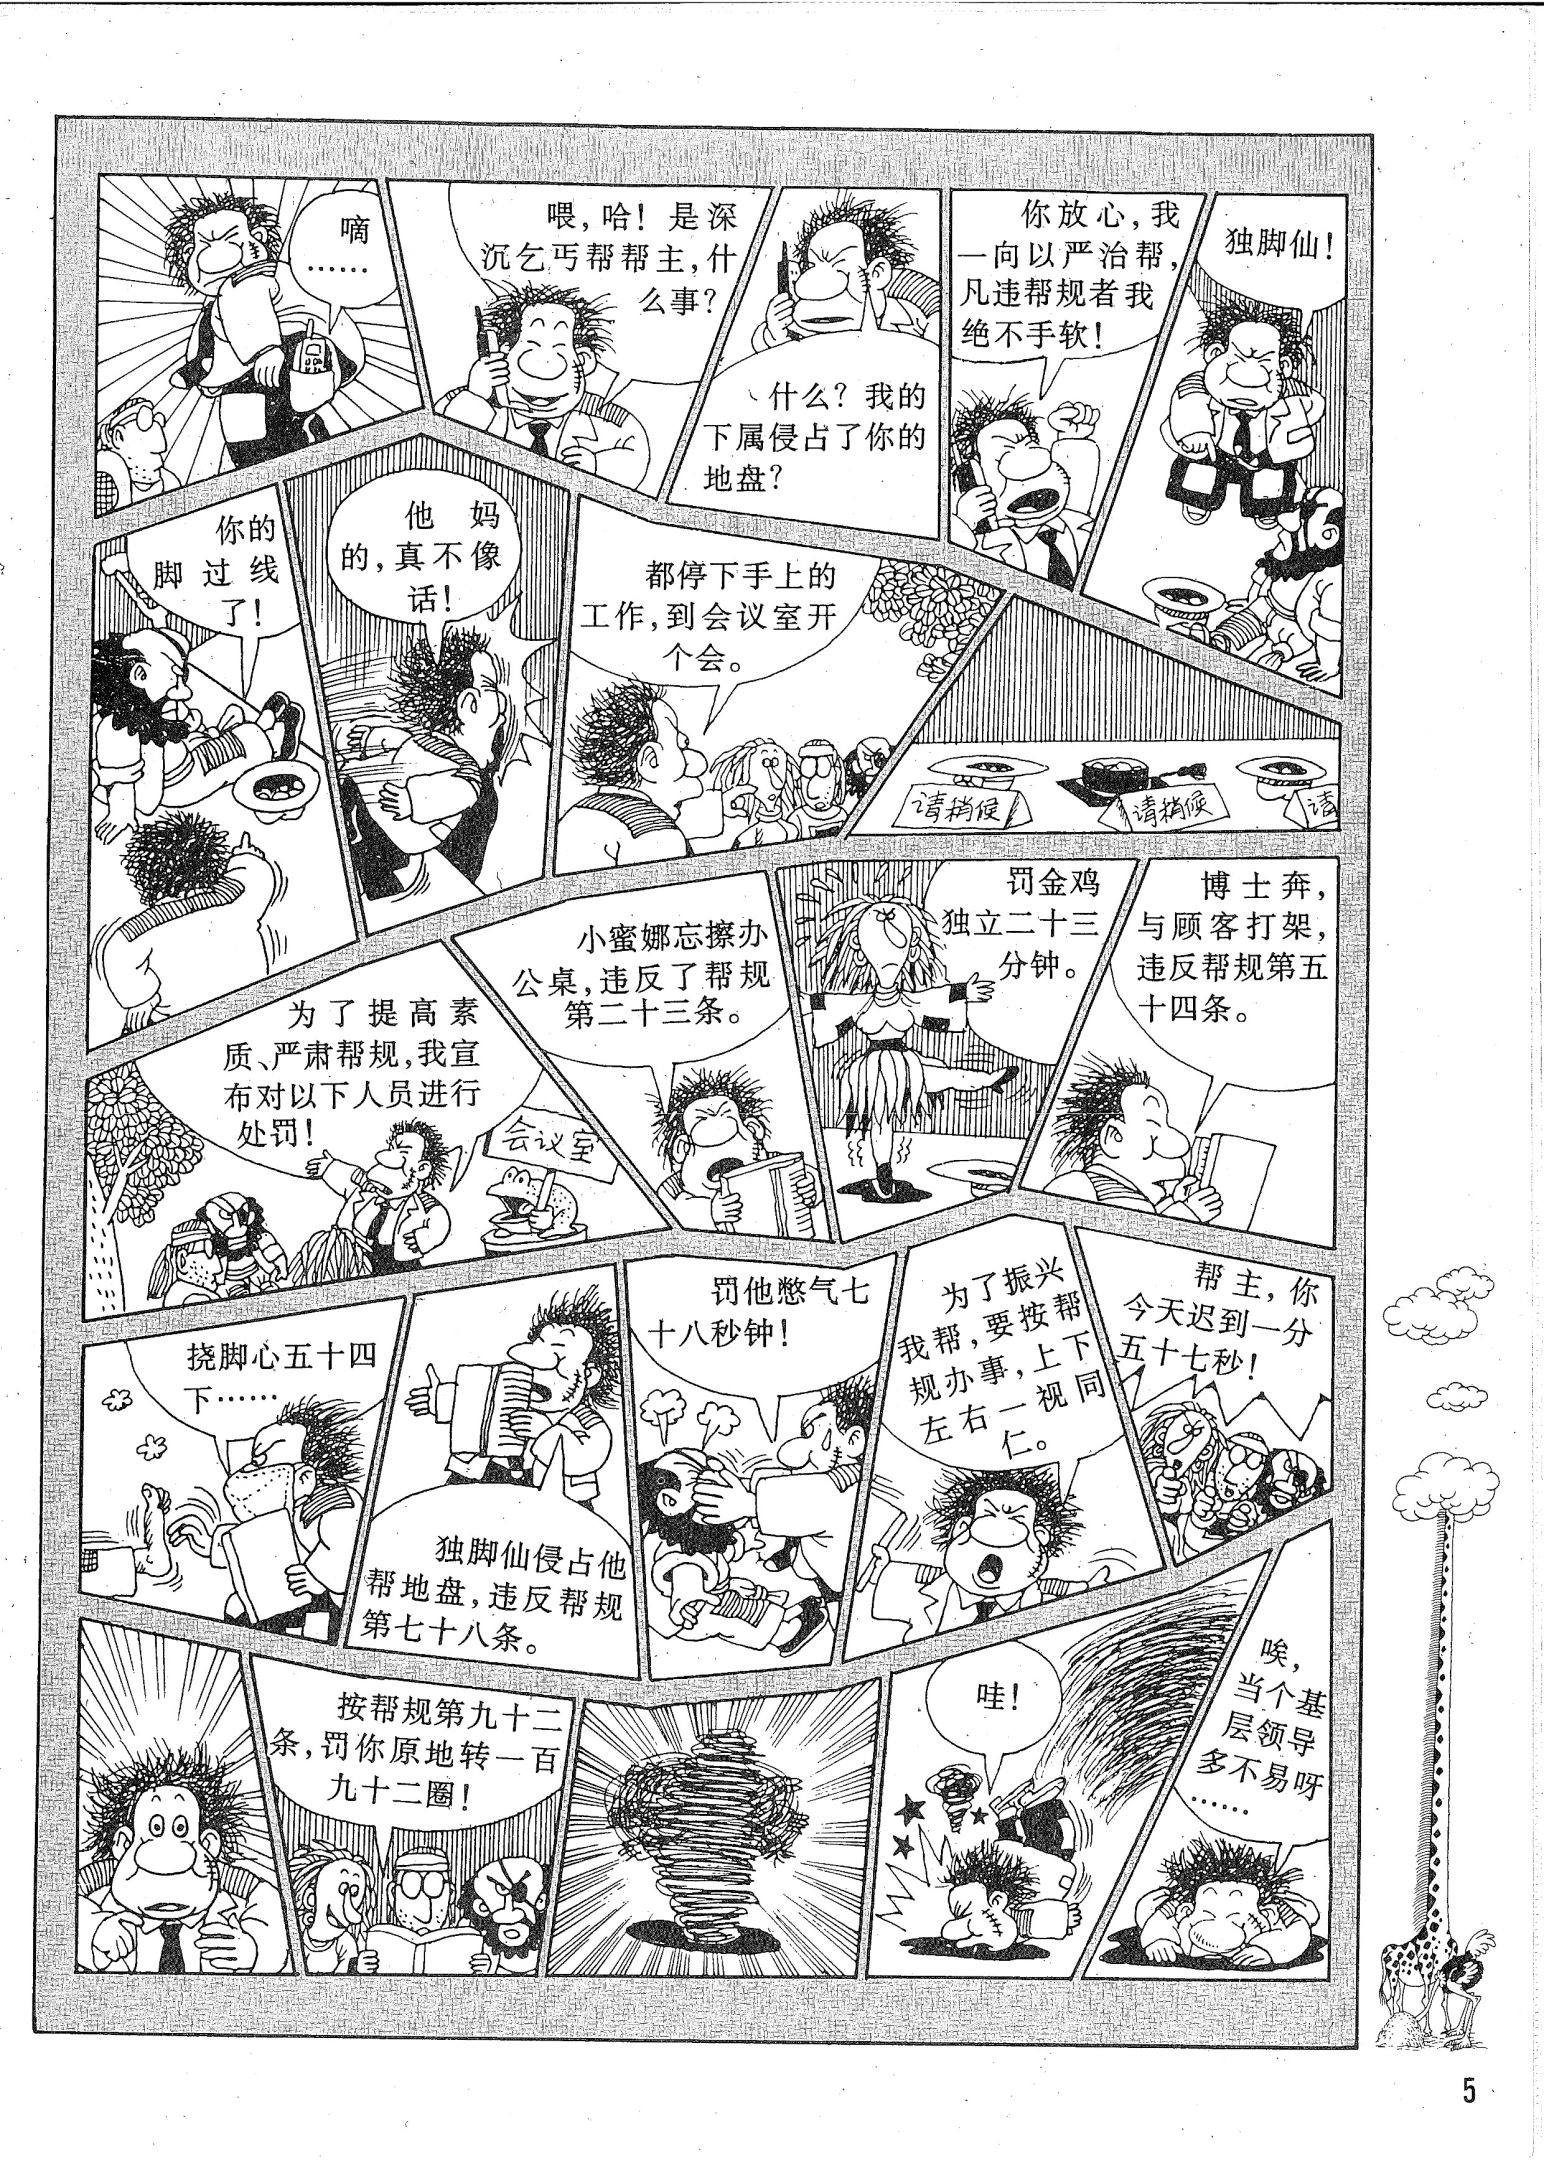 嘀
……
喂，哈！是深
沉乞丐帮帮主，什
么事？
什么？我的
下属侵占了你的
地盘？
你放心，我
一向以严治帮，
凡违帮规者我
绝不手软！
独脚仙！
你的
脚过线
了！
他妈
的，真不像
话！
都停下手上的
工作，到会议室开
个会。
请稍候
请稍候
请
为了提高素
质、严肃帮规，我宣
布对以下人员进行
处罚！
会议室
小蜜娜忘擦办
公桌，违反了帮规
第二十三条。
罚金鸡
独立二十三
分钟。
博士奔，
与顾客打架，
违反帮规第五
十四条。
挠脚心五十四
下……
独脚仙侵占他
帮地盘，违反帮规
第七十八条。
罚他憋气七
十八秒钟！
为了振兴
我帮，要按帮
规办事，上下
左右一视同
仁。
帮主，你
今天迟到一分
五十七秒！
按帮规第九十二
条，罚你原地转一百
九十二圈！
哇！
唉，
当个基
层领导
多不易呀
……
5